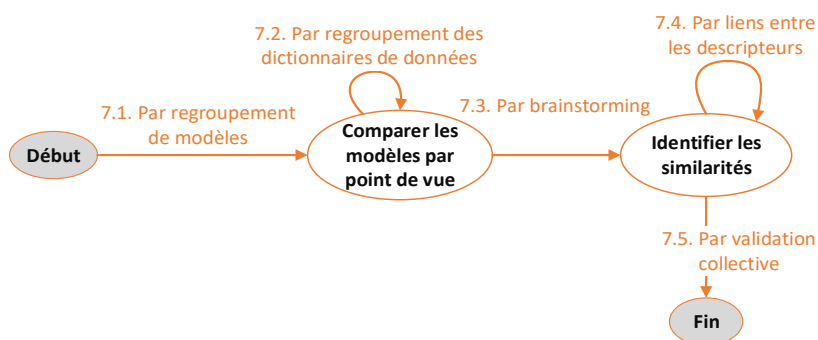 7.2. Par regroupement des
dictionnaires de données
7.4. Par liens entre
les descripteurs
7.1. Par regroupement
de modèles
7.3. Par brainstorming
Début
Comparer les
modèles par
point de vue
Identifier les
similarités
7.5. Par validation
collective
Fin